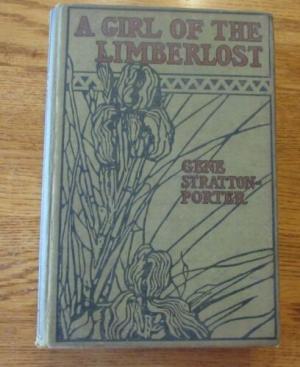 A GIRL OF THE
LIMBERLOST
GENE
STRATTON-
PORTER